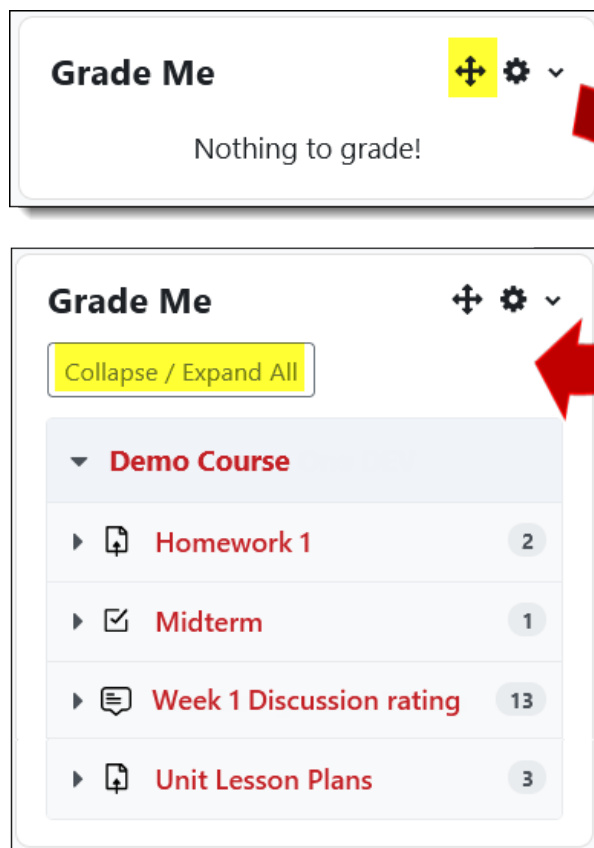 Grade Me
Nothing to grade!
Grade Me
Collapse / Expand All
Demo Course
Homework 1 2
Midterm 1
Week 1 Discussion rating 13
Unit Lesson Plans 3